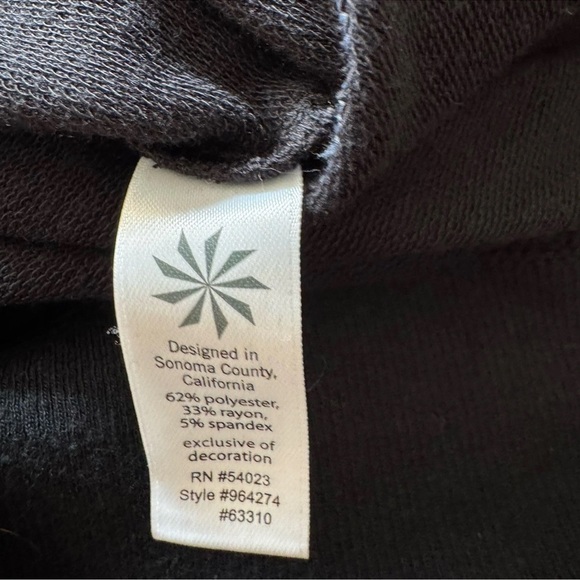 Designed in
Sonoma County,
California
62% polyester,
33% rayon,
5% spandex
exclusive of
decoration
RN #54023
Style #964274
#63310